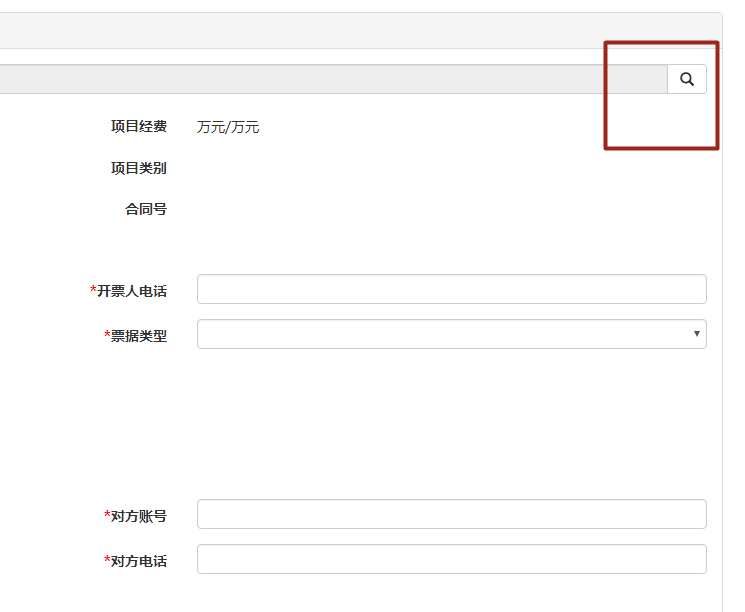 项目经费 万元/万元
项目类别
合同号
*开票人电话
*票据类型
*对方账号
*对方电话